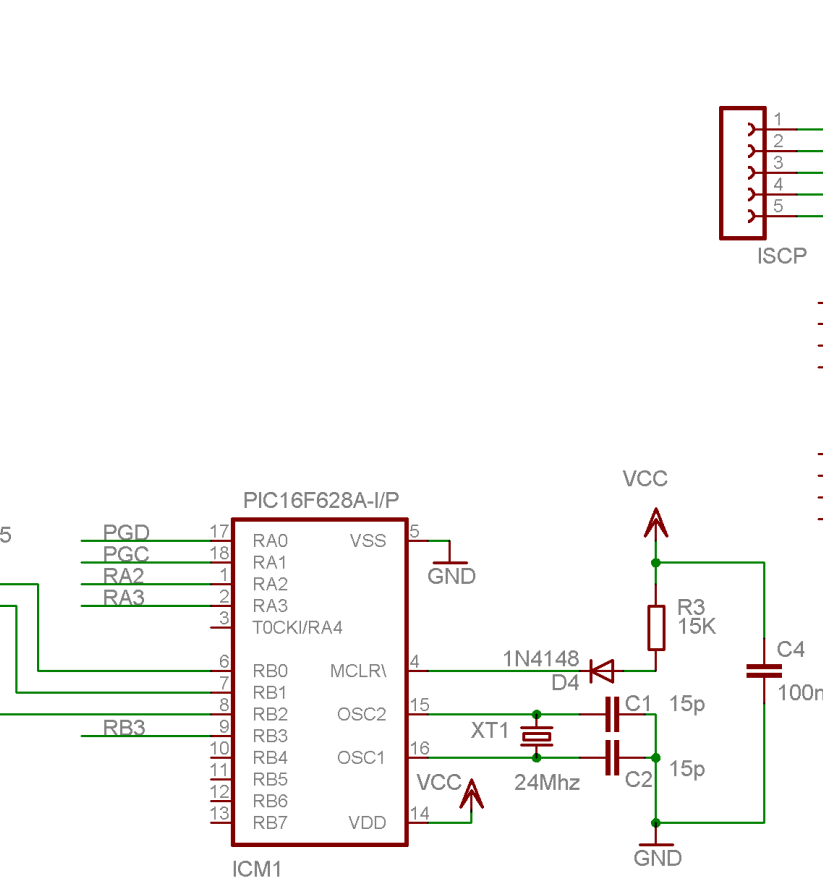 1
2
3
4
5
ISCP
VCC
PIC16F628A-I/P
5
PGD 17 RA0 VSS 5
PGC 18 RA1
GND
RA2 1 RA2
RA3 2 RA3
3 T0CKI/RA4
R3
15K
6 RB0 MCLR\ 4 1N4148
D4
C4
100n
7 RB1
8 RB2 OSC2 15 C1 15p
RB3 9 RB3 XT1
10 RB4 OSC1 16
11 RB5 VCC 24Mhz C2 15p
12 RB6
13 RB7 VDD 14
GND
ICM1